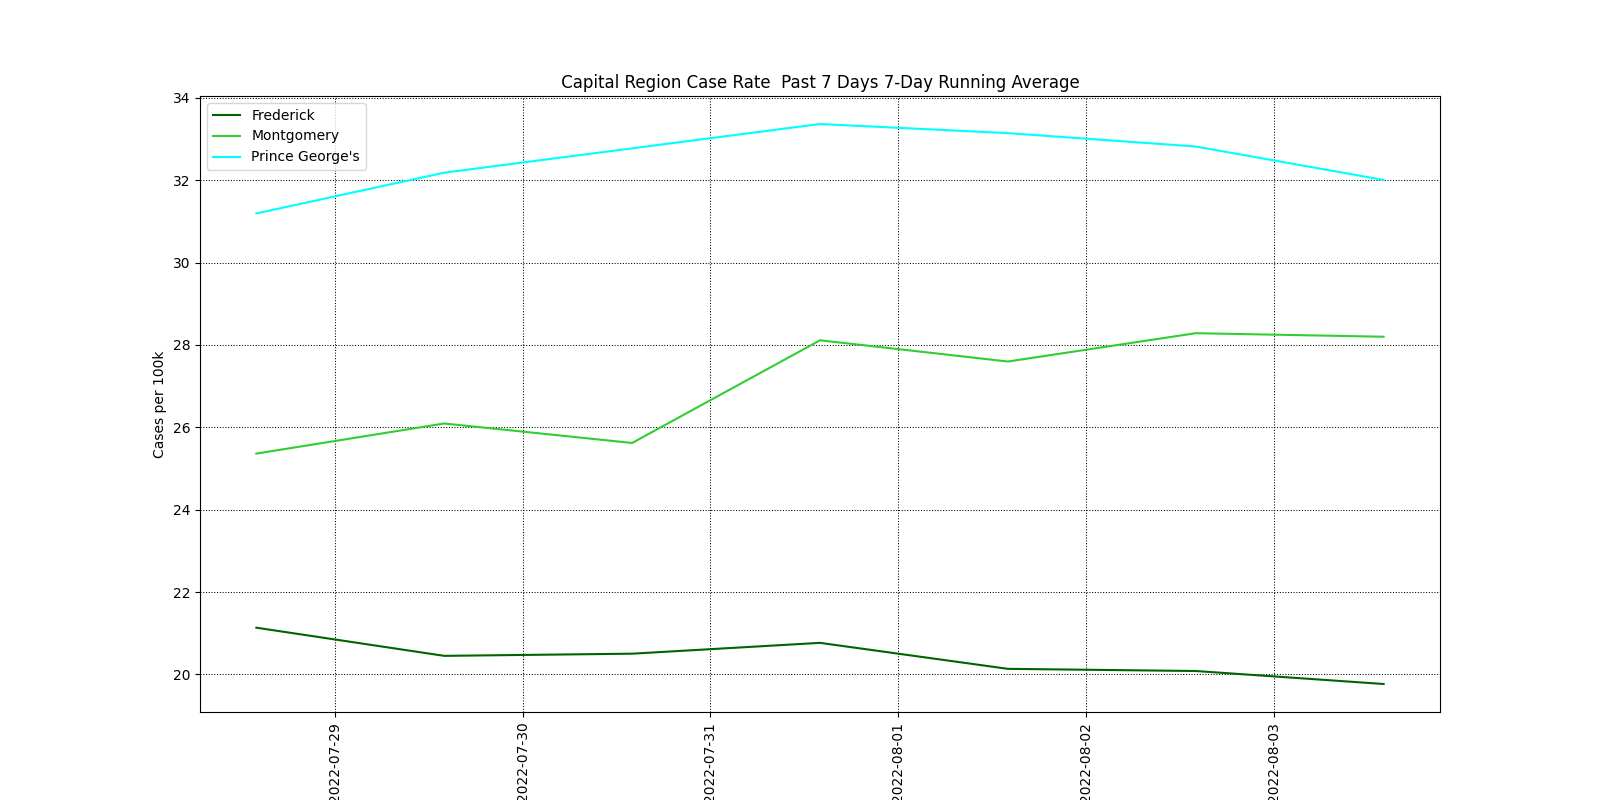 Capital Region Case Rate  Past 7 Days 7-Day Running Average
Frederick
Montgomery
Prince George's
Cases per 100k
34
32
30
28
26
24
22
20
2022-07-29
2022-07-30
2022-07-31
2022-08-01
2022-08-02
2022-08-03